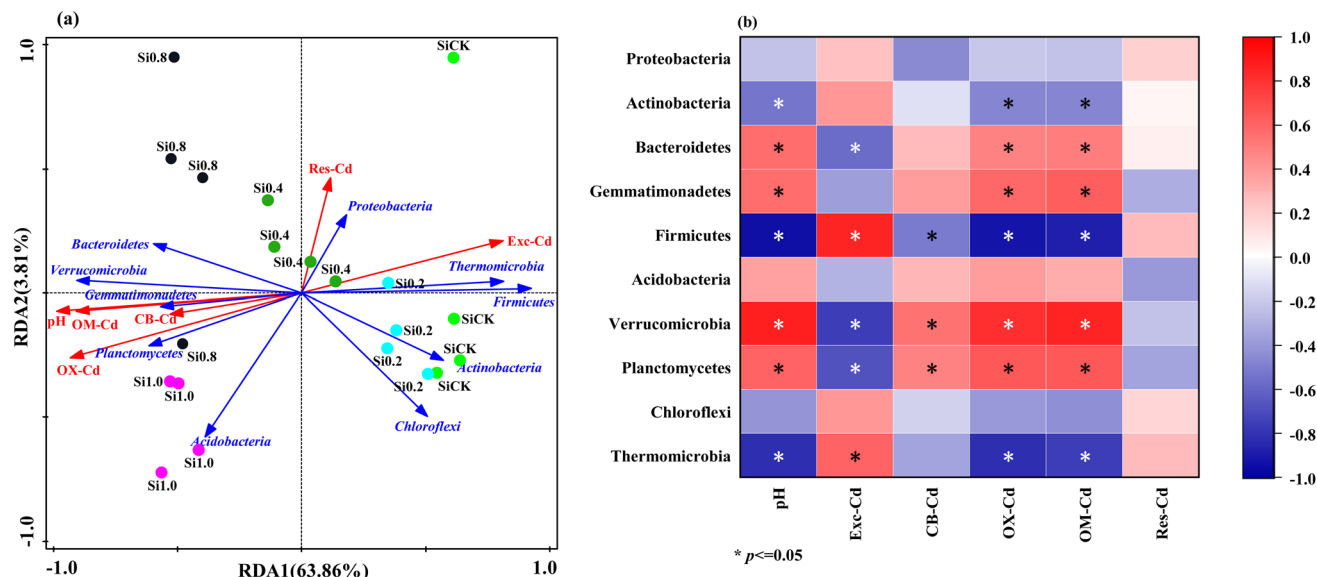 (a)
1.0
Si0.8
SiCK
Si0.8
Si0.8
Res-Cd
Si0.4
Proteobacteria
Bacteroidetes
Si0.4
Exc-Cd
Si0.4
Si0.4
Thermomicrobia
Verrucomicrobia
Si0.2
Gemmatimonadetes
Firmicutes
pH
OM-Cd
CB-Cd
SiCK
Si0.2
Planctomycetes
Si0.8
Si0.2
SiCK
OX-Cd
Actinobacteria
Si1.0
Si1.0
Si0.2
SiCK
Chloroflexi
Acidobacteria
Si1.0
Si1.0
-1.0
RDA2(3.81%)
-1.0
RDA1(63.86%)
1.0
(b)
Proteobacteria
Actinobacteria
* * *
Bacteroidetes
* * * *
Gemmatimonadetes
* * *
Firmicutes
* * * * *
Acidobacteria
Verrucomicrobia
* * * * *
Planctomycetes
* * * * *
Chloroflexi
Thermomicrobia
* * * *
pH
Exc-Cd
CB-Cd
OX-Cd
OM-Cd
Res-Cd
* p<=0.05
1.0
0.8
0.6
0.4
0.2
0.0
-0.2
-0.4
-0.6
-0.8
-1.0